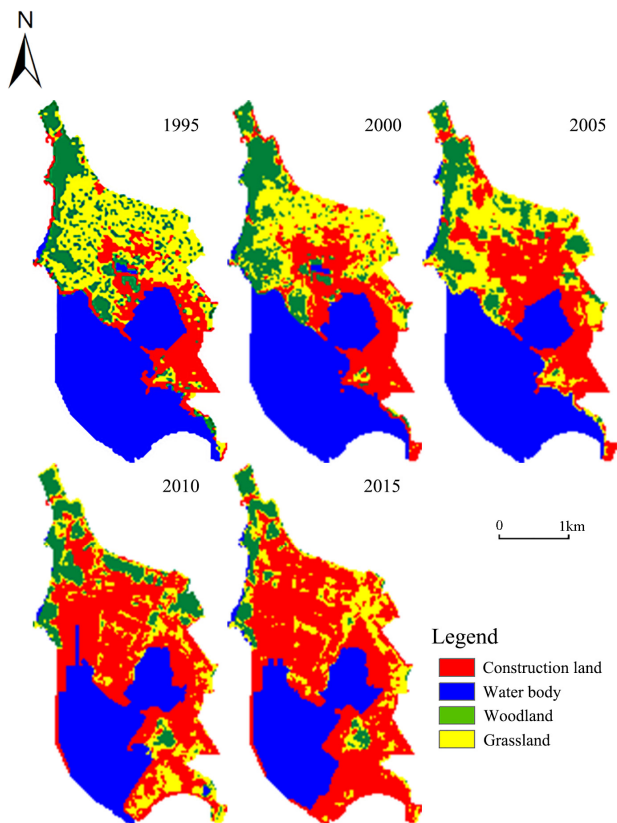 N
1995
2000
2005
2010
2015
0 1km
Legend
Construction land
Water body
Woodland
Grassland